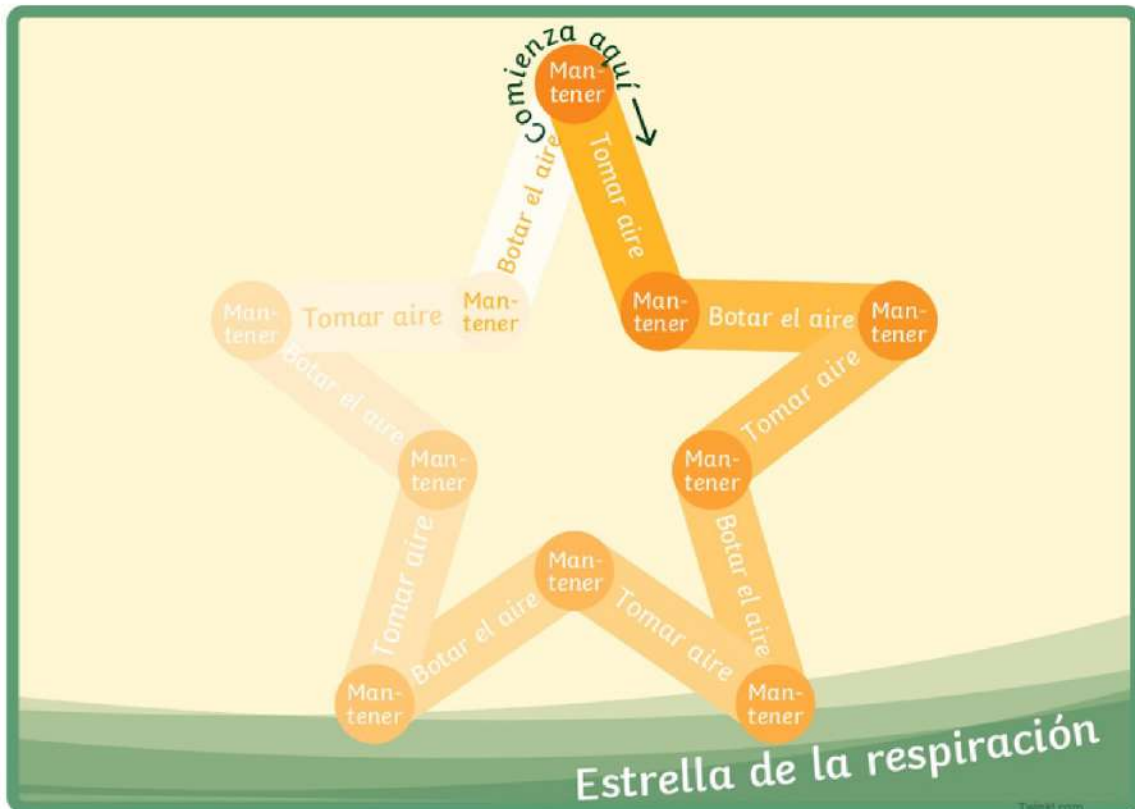 Comienza aquí
Man-
tener
Tomar aire
Man-
tener
Botar el aire
Man-
tener
Tomar aire
Man-
tener
Botar el aire
Man-
tener
Tomar aire
Man-
tener
Botar el aire
Man-
tener
Tomar aire
Man-
tener
Botar el aire
Man-
tener
Tomar aire
Man-
tener
Botar el aire
Estrella de la respiración